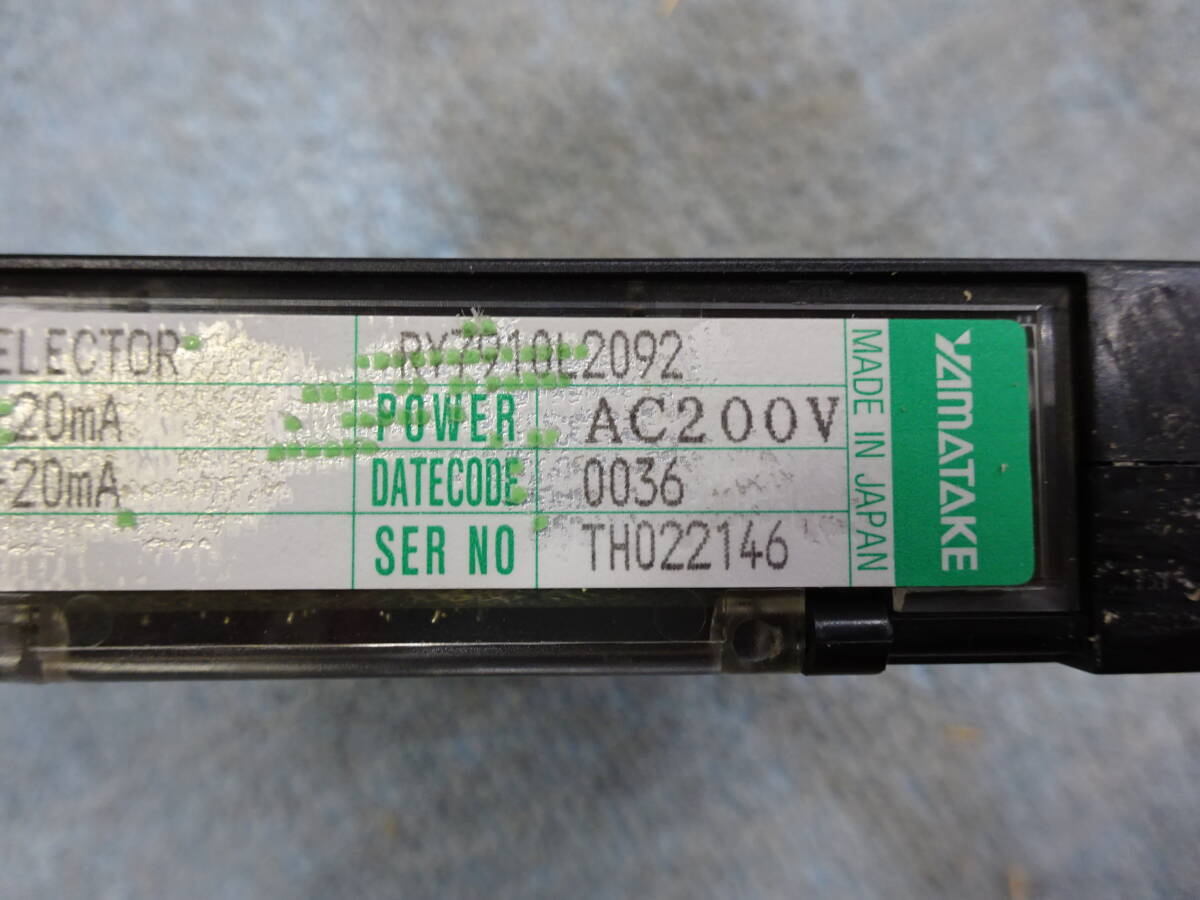 ELECTOR RY7910L2092
20mA POWER AC200V
20mA DATECODE 0036
SER NO TH022146
MADE IN JAPAN
YAMATAKE